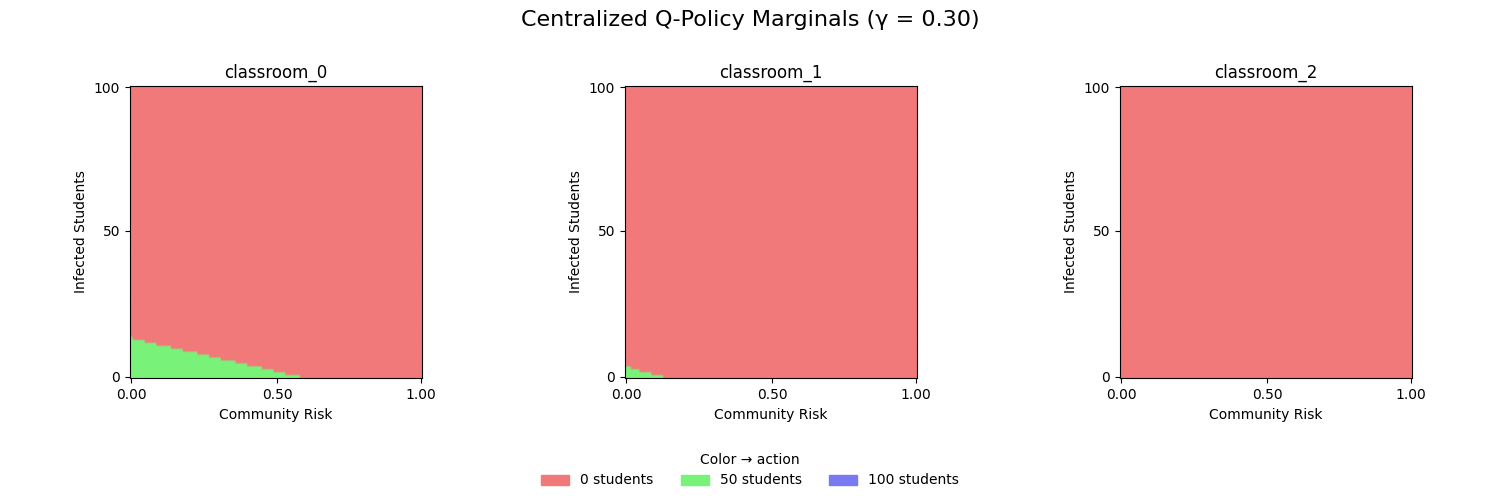 Centralized Q-Policy Marginals (γ = 0.30)
classroom_0
100
50
0
Infected Students
0.00 0.50 1.00
Community Risk
classroom_1
100
50
0
Infected Students
0.00 0.50 1.00
Community Risk
classroom_2
100
50
0
Infected Students
0.00 0.50 1.00
Community Risk
Color → action
0 students 50 students 100 students